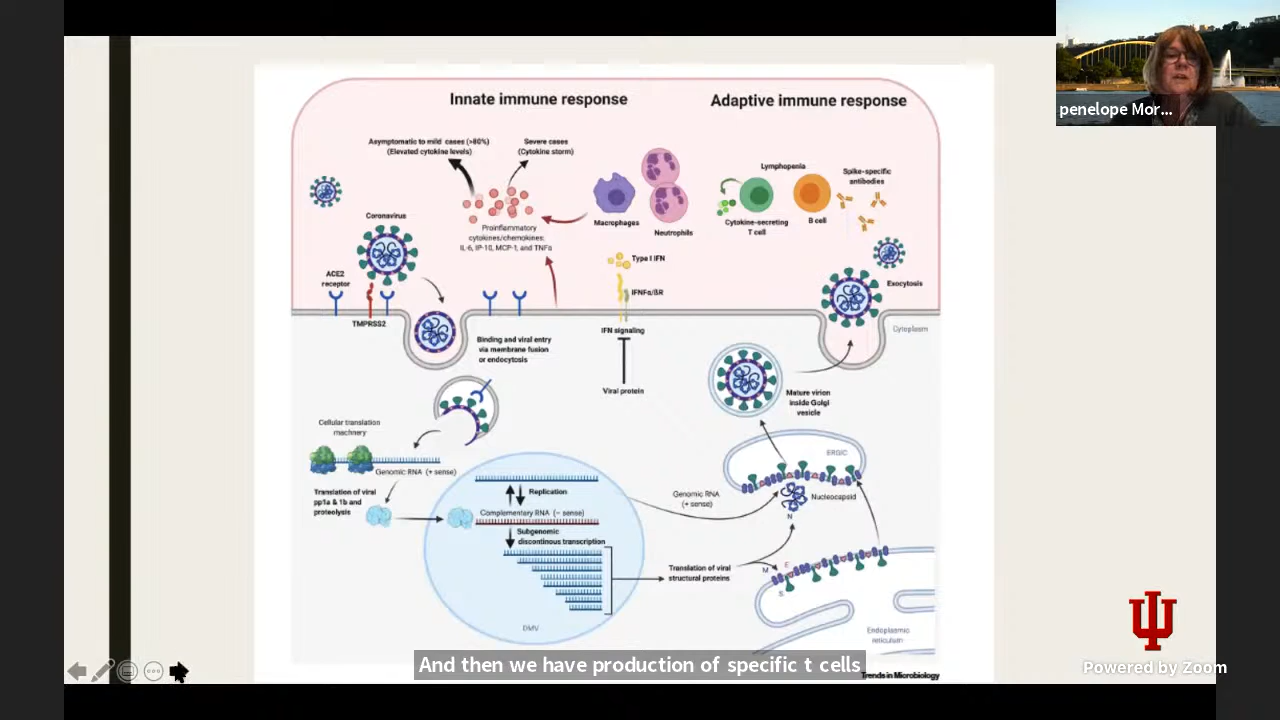 Innate immune response
Adaptive immune response
Asymptomatic to mild cases (>80%)
(Elevated cytokine levels)
Severe cases
(Cytokine storm)
Lymphopenia
Spike-specific
antibodies
Coronavirus
Proinflammatory
cytokines/chemokines:
IL-6, IP-10, MCP-1; and TNFα
Macrophages
Neutrophils
Cytokine-secreting
T cell
B cell
ACE2
receptor
TMPRSS2
Type I IFN
IFNFα/ßR
IFN signaling
Exocytosis
Cytoplasm
Binding and viral entry
via membrane fusion
or endocytosis
Viral protein
Mature virion
inside Golgi
vesicle
Cellular translation
machnery
Genomic RNA (+ sense)
Translation of viral
pp1a & 1b and
proteolysis
Replication
Complementary RNA (− sense)
Subgenomic
discontinous transcription
DMV
Genomic RNA
(+ sense)
ERGIC
Nucleocapsid
N
Translation of viral
structural proteins
M
E
S
Endoplasmic
reticulum
Trends in Microbiology
penelope Mor...
And then we have production of specific t cells
Powered by Zoom